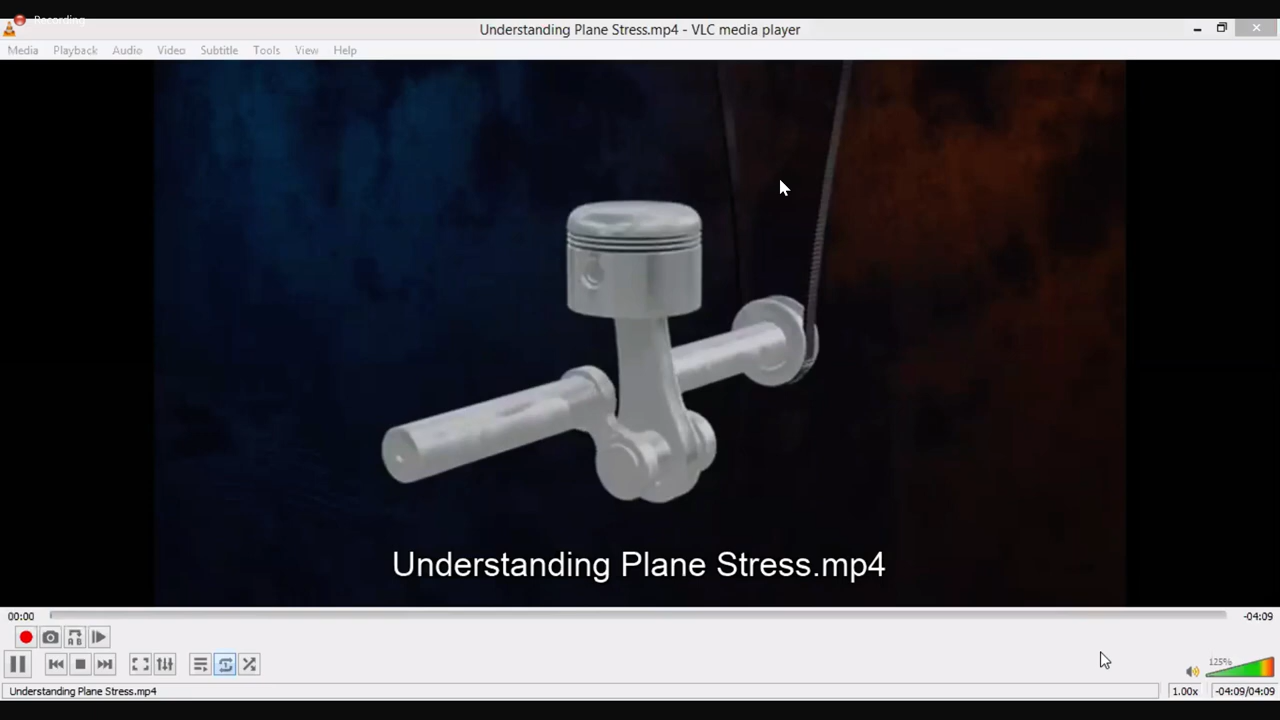 Recording
Understanding Plane Stress.mp4 - VLC media player
Media Playback Audio Video Subtitle Tools View Help
Understanding Plane Stress.mp4
00:00 -04:09
A B
125%
Understanding Plane Stress.mp4 1.00x -04:09/04:09